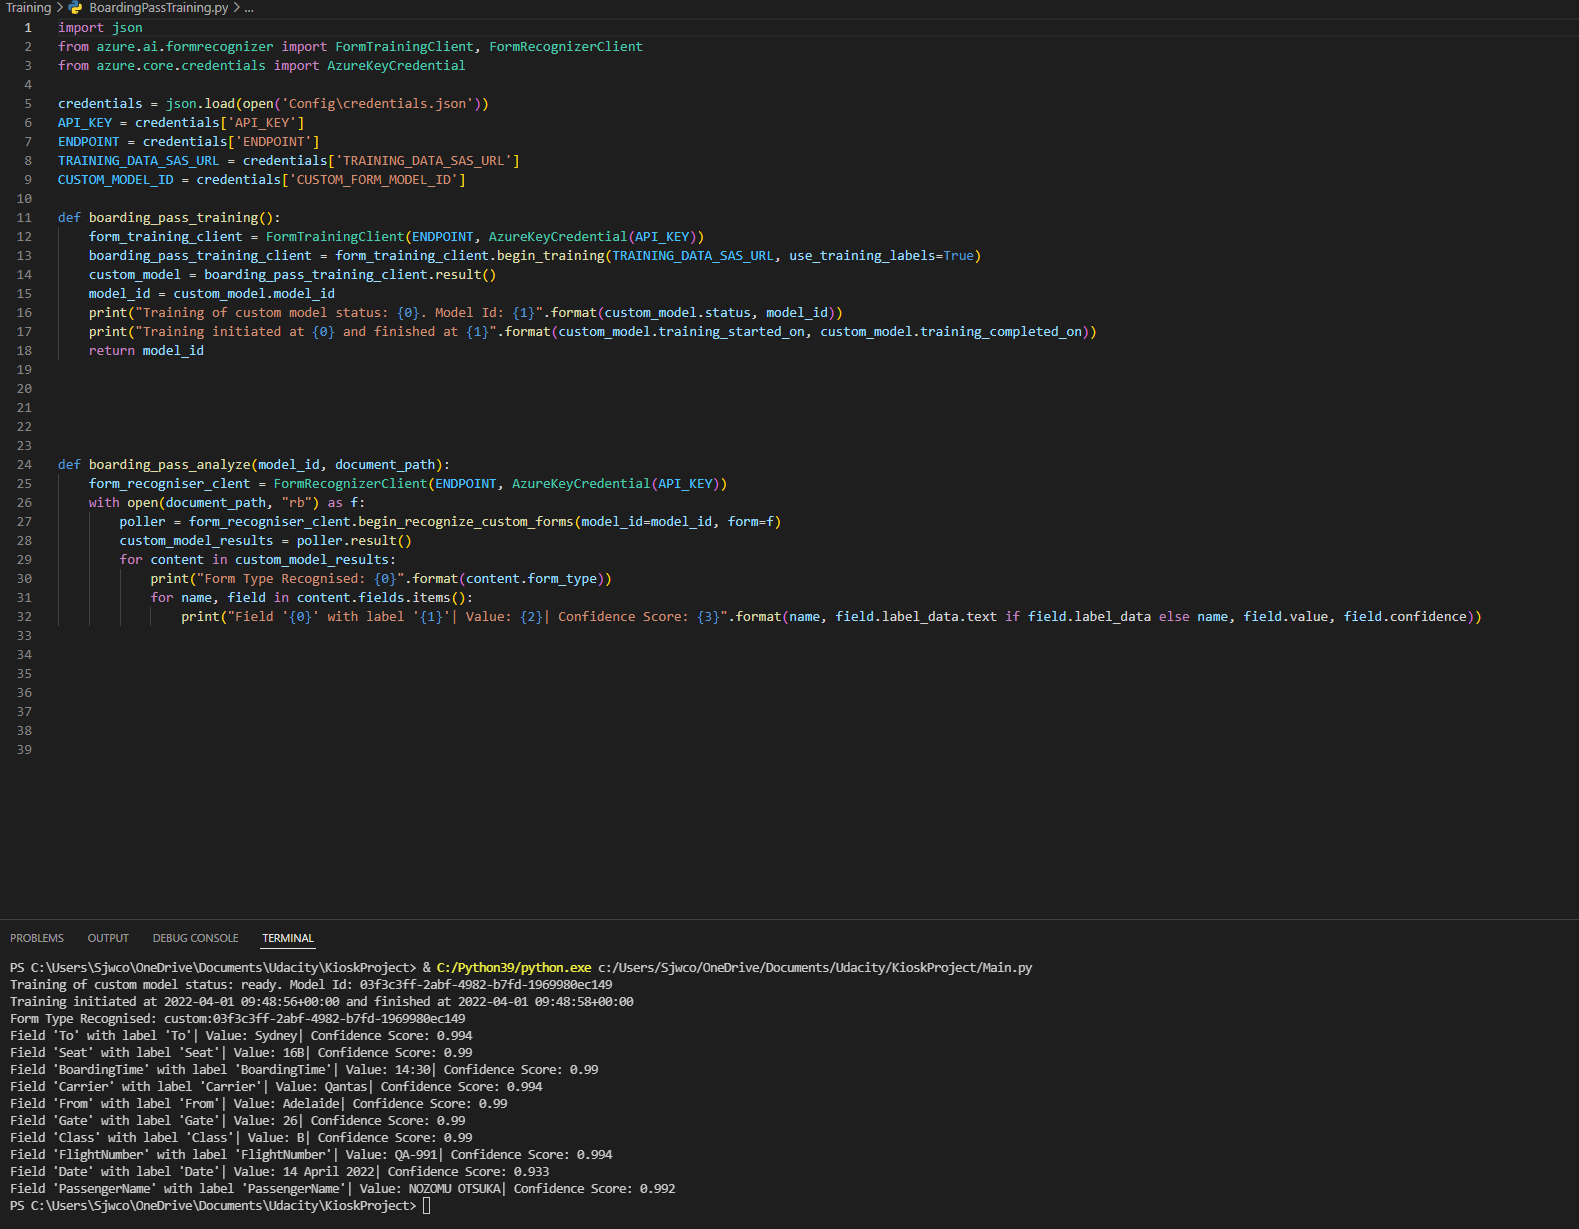 Training > BoardingPassTraining.py > ...
1 import json
2 from azure.ai.formrecognizer import FormTrainingClient, FormRecognizerClient
3 from azure.core.credentials import AzureKeyCredential
4
5 credentials = json.load(open('Config\credentials.json'))
6 API_KEY = credentials['API_KEY']
7 ENDPOINT = credentials['ENDPOINT']
8 TRAINING_DATA_SAS_URL = credentials['TRAINING_DATA_SAS_URL']
9 CUSTOM_MODEL_ID = credentials['CUSTOM_FORM_MODEL_ID']
10
11 def boarding_pass_training():
12     form_training_client = FormTrainingClient(ENDPOINT, AzureKeyCredential(API_KEY))
13     boarding_pass_training_client = form_training_client.begin_training(TRAINING_DATA_SAS_URL, use_training_labels=True)
14     custom_model = boarding_pass_training_client.result()
15     model_id = custom_model.model_id
16     print("Training of custom model status: {0}. Model Id: {1}".format(custom_model.status, model_id))
17     print("Training initiated at {0} and finished at {1}".format(custom_model.training_started_on, custom_model.training_completed_on))
18     return model_id
19
20
21
22
23
24 def boarding_pass_analyze(model_id, document_path):
25     form_recogniser_clent = FormRecognizerClient(ENDPOINT, AzureKeyCredential(API_KEY))
26     with open(document_path, "rb") as f:
27         poller = form_recogniser_clent.begin_recognize_custom_forms(model_id=model_id, form=f)
28         custom_model_results = poller.result()
29         for content in custom_model_results:
30             print("Form Type Recognised: {0}".format(content.form_type))
31             for name, field in content.fields.items():
32                 print("Field '{0}' with label '{1}'| Value: {2}| Confidence Score: {3}".format(name, field.label_data.text if field.label_data else name, field.value, field.confidence))
33
34
35
36
37
38
39
PROBLEMS OUTPUT DEBUG CONSOLE TERMINAL
PS C:\Users\Sjwco\OneDrive\Documents\Udacity\KioskProject> & C:/Python39/python.exe c:/Users/Sjwco/OneDrive/Documents/Udacity/KioskProject/Main.py
Training of custom model status: ready. Model Id: 03f3c3ff-2abf-4982-b7fd-1969980ec149
Training initiated at 2022-04-01 09:48:56+00:00 and finished at 2022-04-01 09:48:58+00:00
Form Type Recognised: custom:03f3c3ff-2abf-4982-b7fd-1969980ec149
Field 'To' with label 'To'| Value: Sydney| Confidence Score: 0.994
Field 'Seat' with label 'Seat'| Value: 16B| Confidence Score: 0.99
Field 'BoardingTime' with label 'BoardingTime'| Value: 14:30| Confidence Score: 0.99
Field 'Carrier' with label 'Carrier'| Value: Qantas| Confidence Score: 0.994
Field 'From' with label 'From'| Value: Adelaide| Confidence Score: 0.99
Field 'Gate' with label 'Gate'| Value: 26| Confidence Score: 0.99
Field 'Class' with label 'Class'| Value: B| Confidence Score: 0.99
Field 'FlightNumber' with label 'FlightNumber'| Value: QA-991| Confidence Score: 0.994
Field 'Date' with label 'Date'| Value: 14 April 2022| Confidence Score: 0.933
Field 'PassengerName' with label 'PassengerName'| Value: NOZOMU OTSUKA| Confidence Score: 0.992
PS C:\Users\Sjwco\OneDrive\Documents\Udacity\KioskProject>